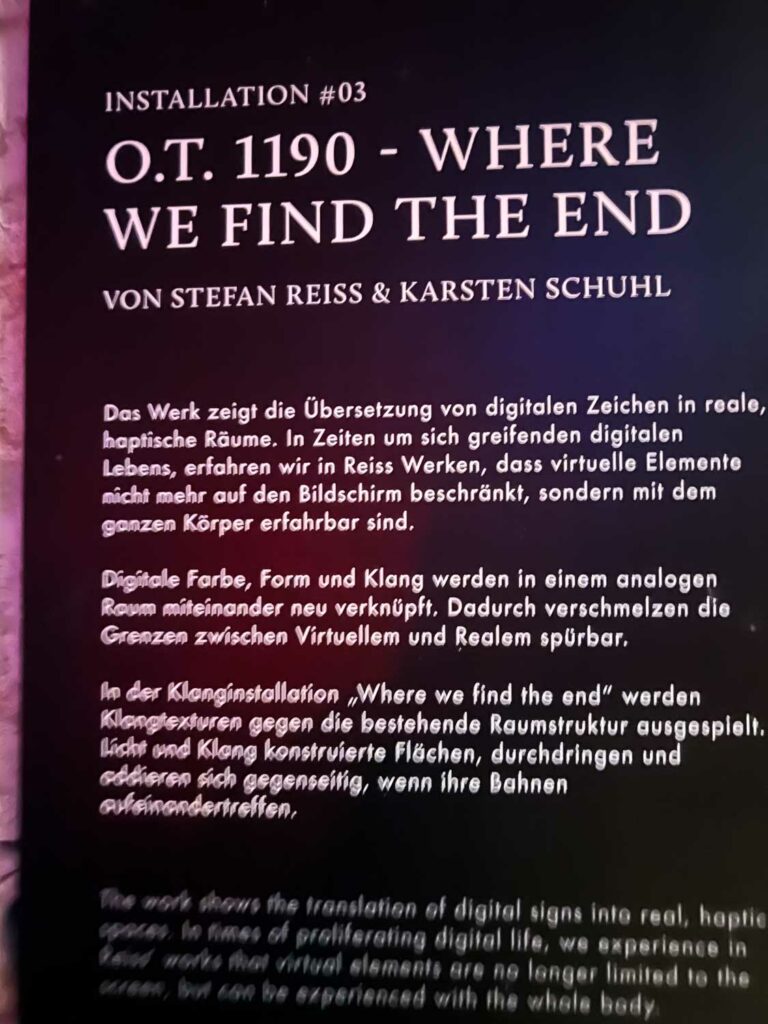 INSTALLATION #03
O.T. 1190 - WHERE
WE FIND THE END
VON STEFAN REISS & KARSTEN SCHUHL
Das Werk zeigt die Übersetzung von digitalen Zeichen in reale,
haptische Räume. In Zeiten um sich greifenden digitalen
Lebens, erfahren wir in Reiss Werken, dass virtuelle Elemente
nicht mehr auf den Bildschirm beschränkt, sondern mit dem
ganzen Körper erfahrbar sind.
Digitale Farbe, Form und Klang werden in einem analogen
Raum miteinander neu verknüpft. Dadurch verschmelzen die
Grenzen zwischen Virtuellem und Realem spürbar.
In der Klanginstallation „Where we find the end“ werden
Klangtexturen gegen die bestehende Raumstruktur ausgespielt.
Licht und Klang konstruierte Flächen, durchdringen und
addieren sich gegenseitig, wenn ihre Bahnen
aufeinandertreffen.
The work shows the translation of digital signs into real, haptic
spaces. In times of proliferating digital life, we experience in
Reiss' works that virtual elements are no longer limited to the
screen, but can be experienced with the whole body.